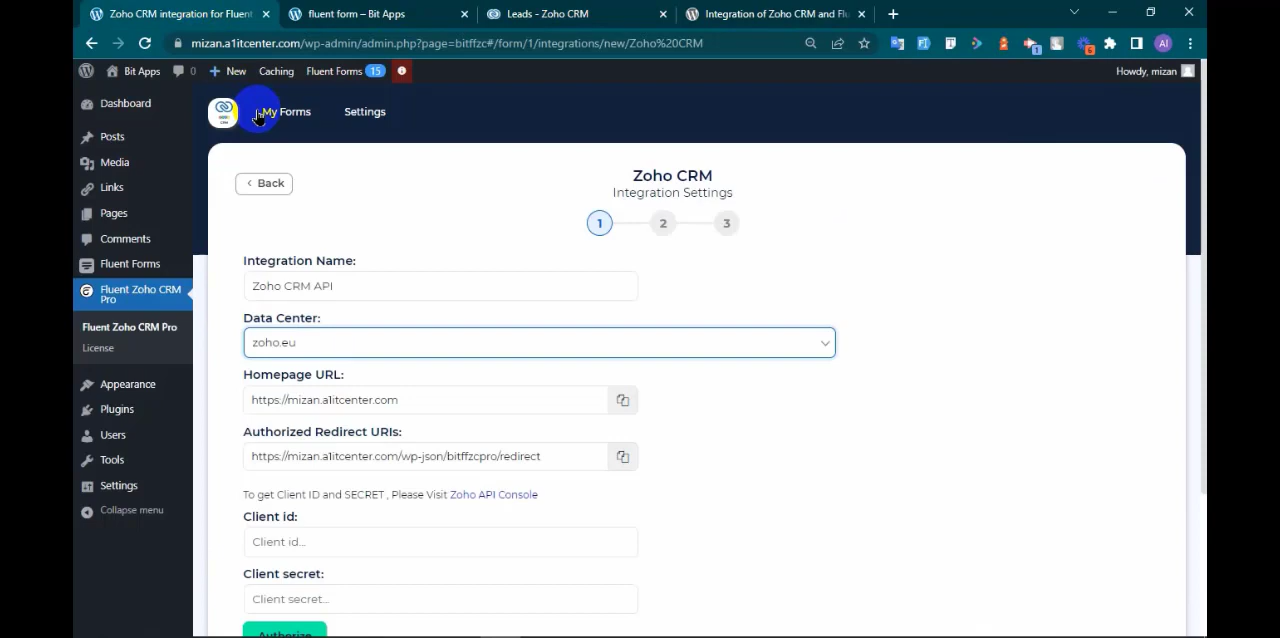 Zoho CRM integration for Fluent
fluent form – Bit Apps
Leads - Zoho CRM
Integration of Zoho CRM and Flu
mizan.a1itcenter.com/wp-admin/admin.php?page=bitffzc#/form/1/integrations/new/Zoho%20CRM
Bit Apps
0
New
Caching
Fluent Forms 15
Howdy, mizan
Dashboard
Posts
Media
Links
Pages
Comments
Fluent Forms
Fluent Zoho CRM
Pro
Fluent Zoho CRM Pro
License
Appearance
Plugins
Users
Tools
Settings
Collapse menu
CRM
My Forms
Settings
Back
Zoho CRM
Integration Settings
1 2 3
Integration Name:
Zoho CRM API
Data Center:
zoho.eu
Homepage URL:
https://mizan.a1itcenter.com
Authorized Redirect URIs:
https://mizan.a1itcenter.com/wp-json/bitffzcpro/redirect
To get Client ID and SECRET , Please Visit Zoho API Console
Client id:
Client id...
Client secret:
Client secret...
Authorize